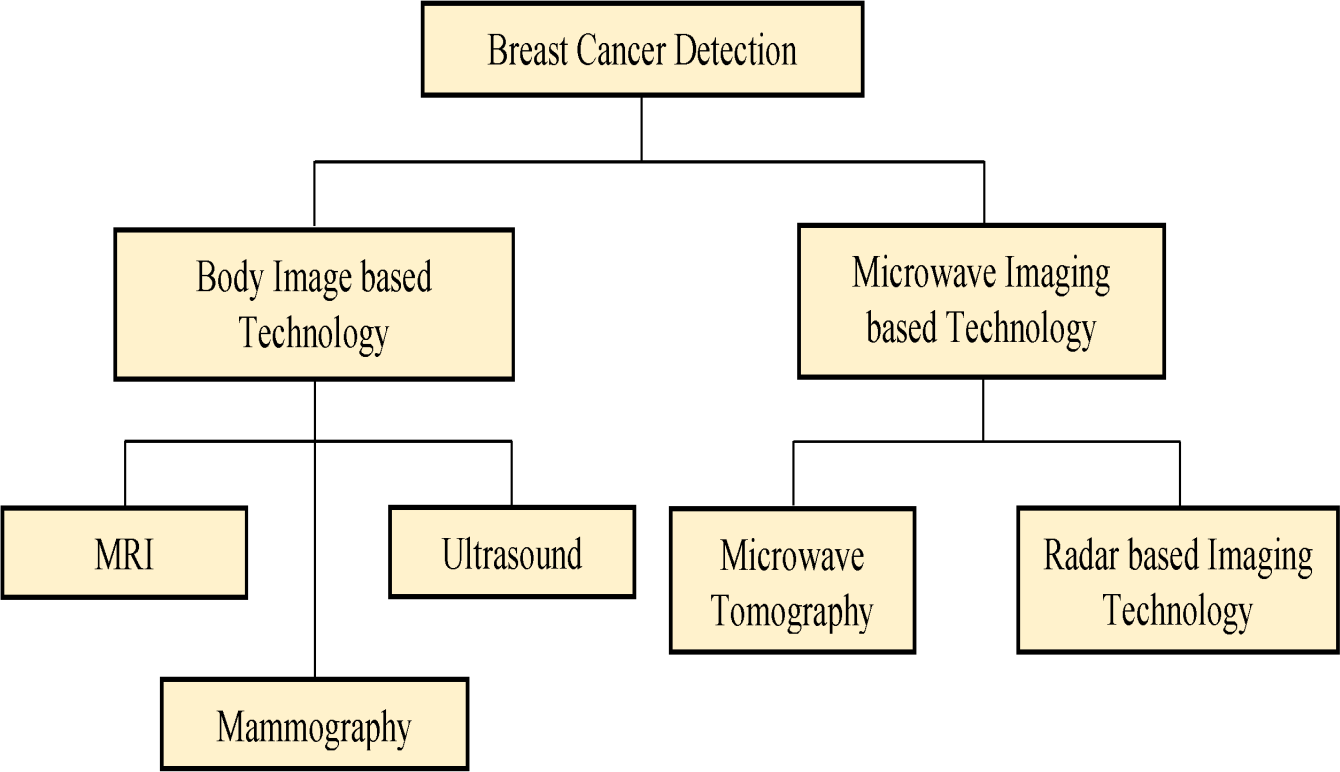 Breast Cancer Detection
Body Image based
Technology
Microwave Imaging
based Technology
MRI
Ultrasound
Microwave
Tomography
Radar based Imaging
Technology
Mammography